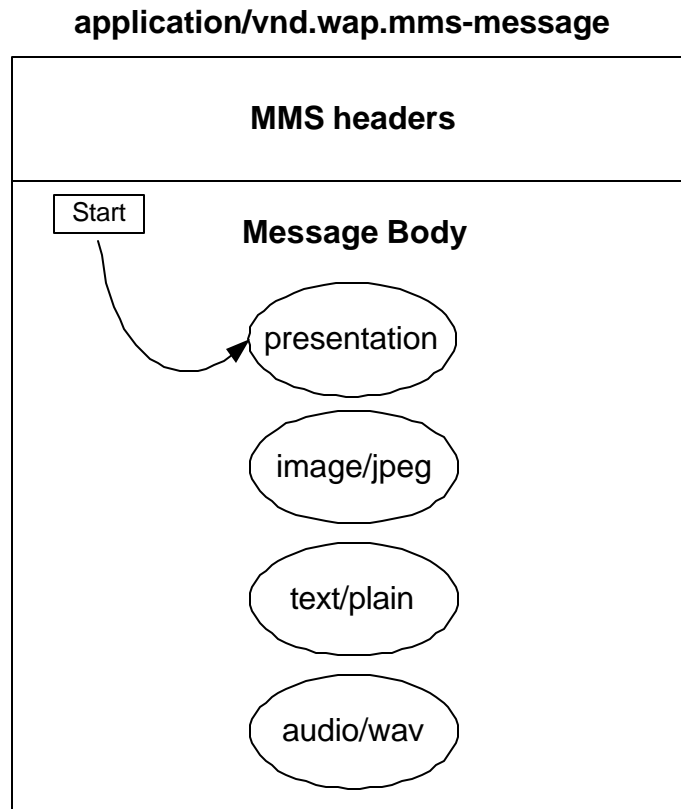 application/vnd.wap.mms-message
MMS headers
Start
Message Body
presentation
image/jpeg
text/plain
audio/wav